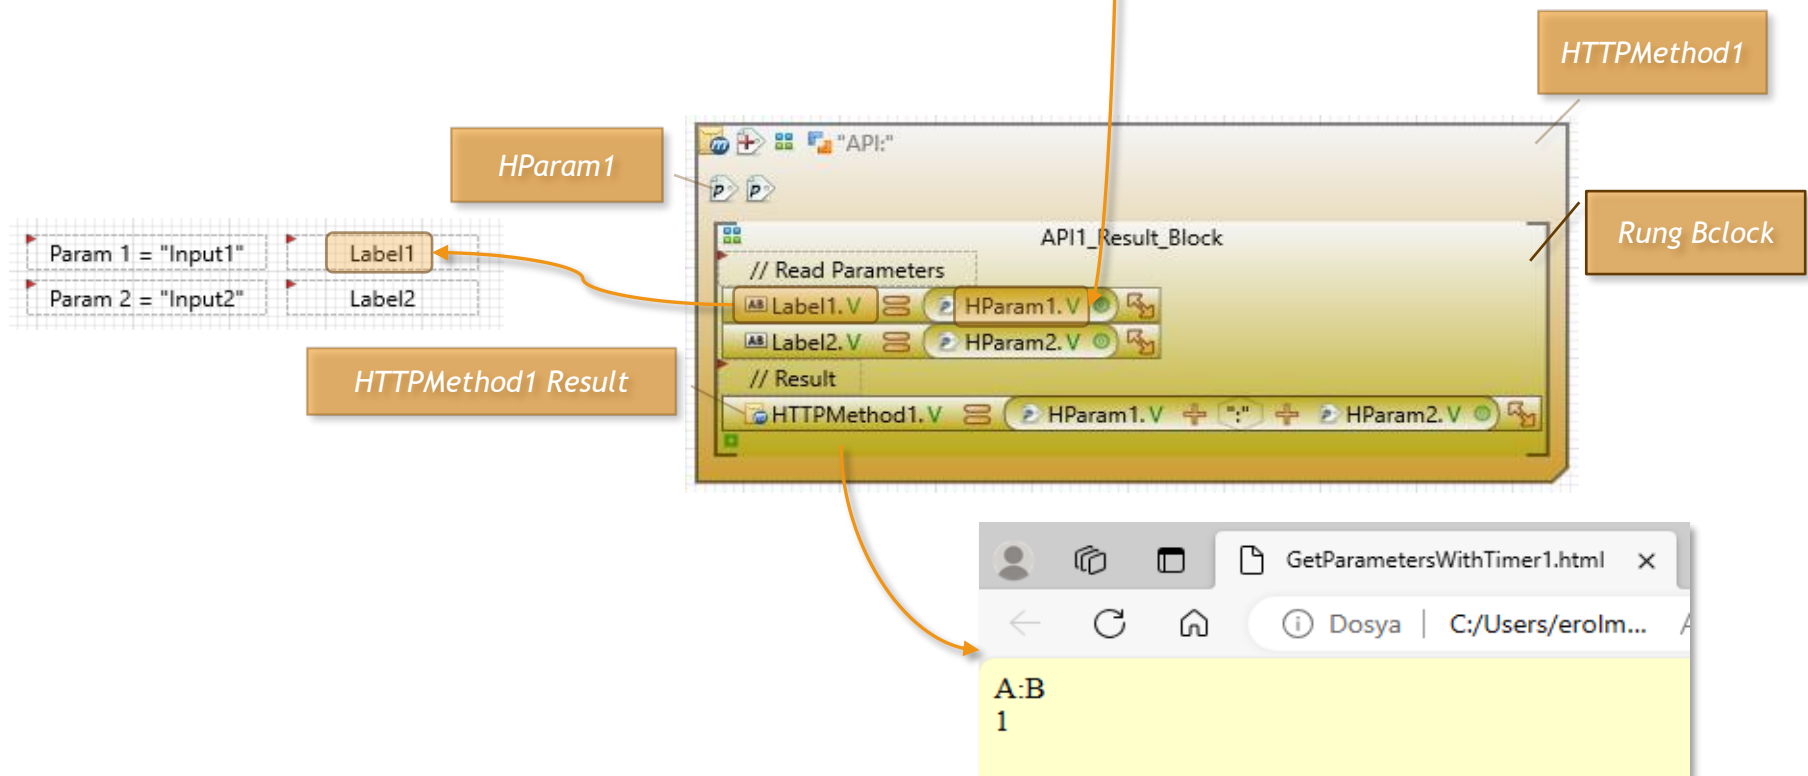 HTTPMethod1
"API:"
HParam1
Rung Bclock
API1_Result_Block
Param 1 = "Input1" Label1
// Read Parameters
Param 2 = "Input2" Label2
Label1.V HParam1.V
Label2.V HParam2.V
HTTPMethod1 Result
// Result
HTTPMethod1.V HParam1.V ":" HParam2.V
GetParametersWithTimer1.html
Dosya | C:/Users/erolm...
A:B
1